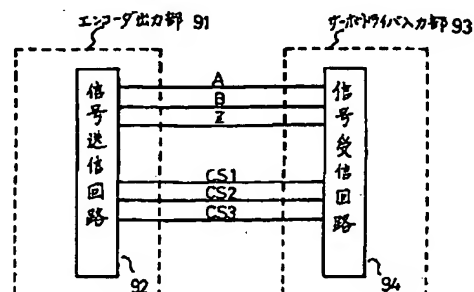 エンコーダ出力部 91
サーボドライバ入力部 93
信号送信回路
A
B
Z
CS1
CS2
CS3
信号受信回路
92
94